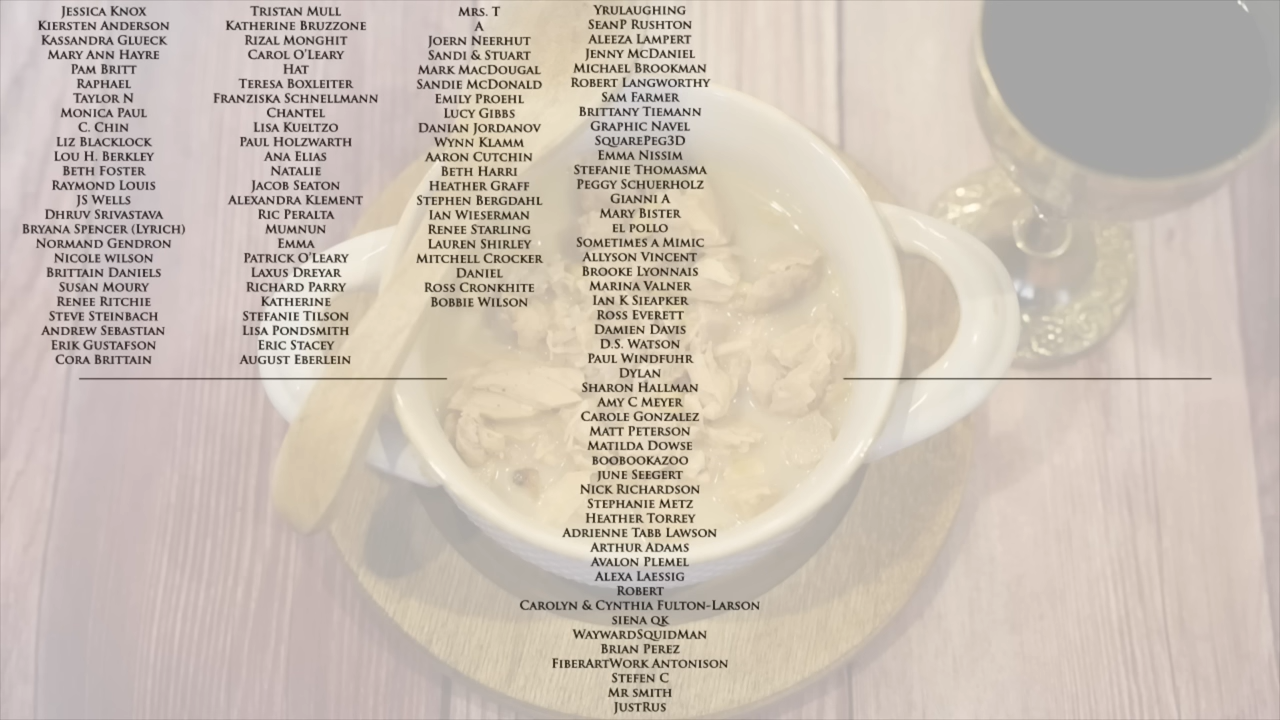 Jessica Knox
Kiersten Anderson
Kassandra Glueck
Mary Ann Hayre
Pam Britt
Raphael
Taylor N
Monica Paul
C. Chin
Liz Blacklock
Lou H. Berkley
Beth Foster
Raymond Louis
JS Wells
Dhruv Srivastava
Bryana Spencer (Lyrich)
Normand Gendron
Nicole wilson
Brittain Daniels
Susan Moury
Renee Ritchie
Steve Steinbach
Andrew Sebastian
Erik Gustafson
Cora Brittain
Tristan Mull
Katherine Bruzzone
Rizal Monghit
Carol O'Leary
Hat
Teresa Boxleiter
Franziska Schnellmann
Chantel
Lisa Kueltzo
Paul Holzwarth
Ana Elias
Natalie
Jacob Seaton
Alexandra Klement
Ric Peralta
Mumnun
Emma
Patrick O'Leary
Laxus Dreyar
Richard Parry
Katherine
Stefanie Tilson
Lisa Pondsmith
Eric Stacey
August Eberlein
Mrs. T
A
Joern Neerhut
Sandi & Stuart
Mark MacDougal
Sandie McDonald
Emily Proehl
Lucy Gibbs
Danian Jordanov
Wynn Klamm
Aaron Cutchin
Beth Harri
Heather Graff
Stephen Bergdahl
Ian Wieserman
Renee Starling
Lauren Shirley
Mitchell Crocker
Daniel
Ross Cronkhite
Bobbie Wilson
Yrulaughing
SeanP Rushton
Aleeza Lampert
Jenny McDaniel
Michael Brookman
Robert Langworthy
Sam Farmer
Brittany Tiemann
Graphic Navel
SquarePeg3D
Emma Nissim
Stefanie Thomasma
Peggy Schuerholz
Gianni A
Mary Bister
el pollo
Sometimes a Mimic
Allyson Vincent
Brooke Lyonnais
Marina Valner
Ian K Sieapker
Ross Everett
Damien Davis
D.S. Watson
Paul Windfuhr
Dylan
Sharon Hallman
Amy C Meyer
Carole Gonzalez
Matt Peterson
Matilda Dowse
boobookazoo
June Seegert
Nick Richardson
Stephanie Metz
Heather Torrey
Adrienne Tabb Lawson
Arthur Adams
Avalon Plemel
Alexa Laessig
Robert
Carolyn & Cynthia Fulton-Larson
siena qk
WaywardSquidMan
Brian Perez
FiberArtWork Antonison
Stefen C
Mr smith
JustRus